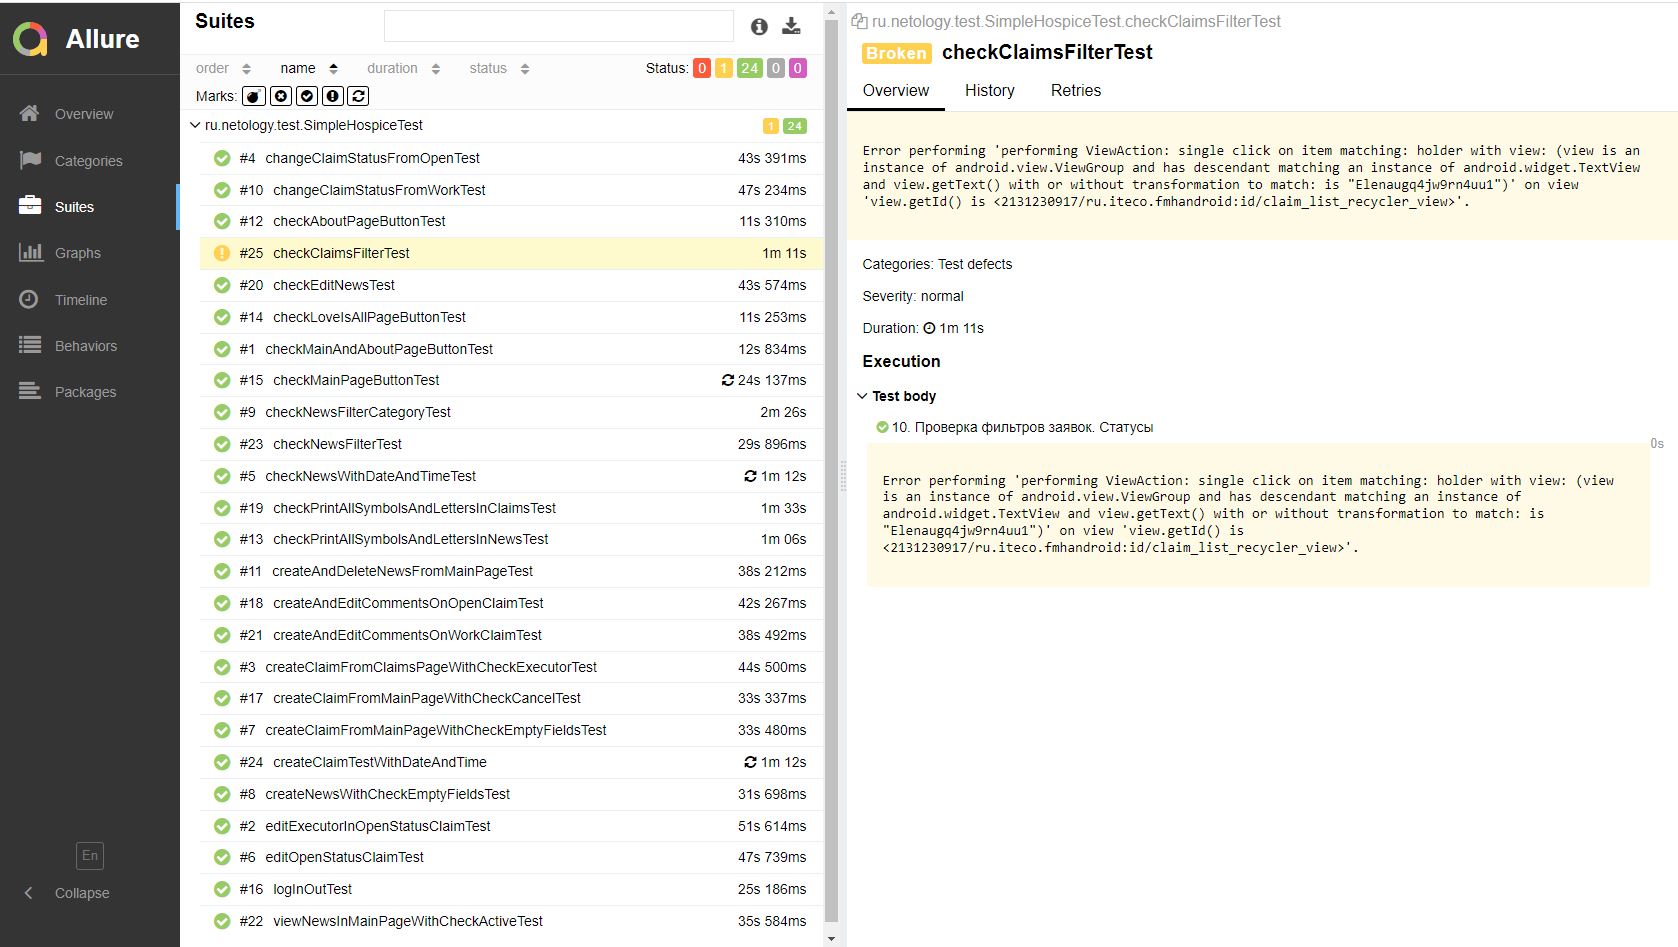 Allure
Overview
Categories
Suites
Graphs
Timeline
Behaviors
Packages
En
Collapse
Suites
order name duration status Status: 0 1 24 0 0
Marks:
ru.netology.test.SimpleHospiceTest 1 24
#4 changeClaimStatusFromOpenTest 43s 391ms
#10 changeClaimStatusFromWorkTest 47s 234ms
#12 checkAboutPageButtonTest 11s 310ms
#25 checkClaimsFilterTest 1m 11s
#20 checkEditNewsTest 43s 574ms
#14 checkLoveIsAllPageButtonTest 11s 253ms
#1 checkMainAndAboutPageButtonTest 12s 834ms
#15 checkMainPageButtonTest 24s 137ms
#9 checkNewsFilterCategoryTest 2m 26s
#23 checkNewsFilterTest 29s 896ms
#5 checkNewsWithDateAndTimeTest 1m 12s
#19 checkPrintAllSymbolsAndLettersInClaimsTest 1m 33s
#13 checkPrintAllSymbolsAndLettersInNewsTest 1m 06s
#11 createAndDeleteNewsFromMainPageTest 38s 212ms
#18 createAndEditCommentsOnOpenClaimTest 42s 267ms
#21 createAndEditCommentsOnWorkClaimTest 38s 492ms
#3 createClaimFromClaimsPageWithCheckExecutorTest 44s 500ms
#17 createClaimFromMainPageWithCheckCancelTest 33s 337ms
#7 createClaimFromMainPageWithCheckEmptyFieldsTest 33s 480ms
#24 createClaimTestWithDateAndTime 1m 12s
#8 createNewsWithCheckEmptyFieldsTest 31s 698ms
#2 editExecutorInOpenStatusClaimTest 51s 614ms
#6 editOpenStatusClaimTest 47s 739ms
#16 logInOutTest 25s 186ms
#22 viewNewsInMainPageWithCheckActiveTest 35s 584ms
ru.netology.test.SimpleHospiceTest.checkClaimsFilterTest
Broken checkClaimsFilterTest
Overview History Retries
Error performing 'performing ViewAction: single click on item matching: holder with view: (view is an
instance of android.view.ViewGroup and has descendant matching an instance of android.widget.TextView
and view.getText() with or without transformation to match: is "Elenaugq4jw9rn4uu1")' on view
'view.getId() is <2131230917/ru.iteco.fmhandroid:id/claim_list_recycler_view>'.
Categories: Test defects
Severity: normal
Duration: 1m 11s
Execution
Test body
10. Проверка фильтров заявок. Статусы
0s
Error performing 'performing ViewAction: single click on item matching: holder with view: (view
is an instance of android.view.ViewGroup and has descendant matching an instance of
android.widget.TextView and view.getText() with or without transformation to match: is
"Elenaugq4jw9rn4uu1")' on view 'view.getId() is
<2131230917/ru.iteco.fmhandroid:id/claim_list_recycler_view>'.